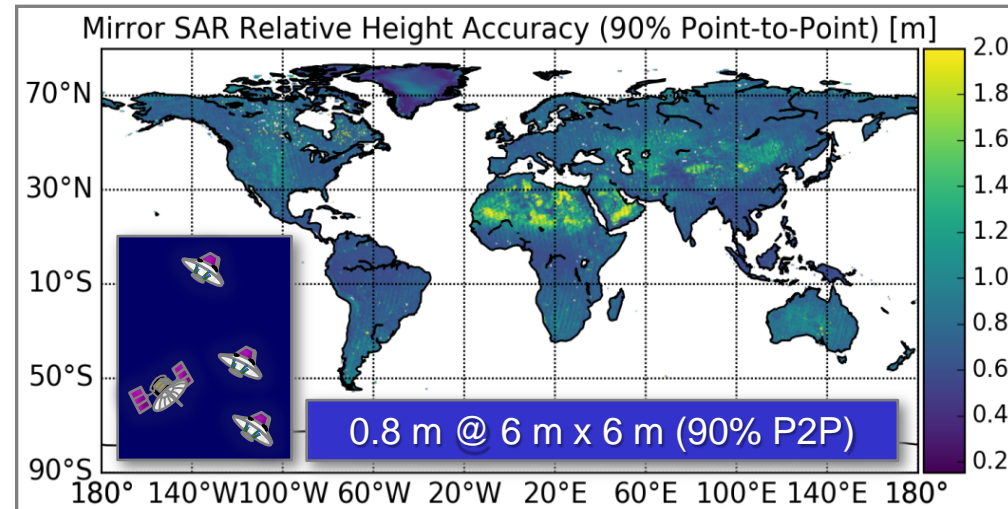 Mirror SAR Relative Height Accuracy (90% Point-to-Point) [m]
2.0
1.8
1.6
1.4
1.2
1.0
0.8
0.6
0.4
0.2
70°N
30°N
10°S
50°S
90°S
0.8 m @ 6 m x 6 m (90% P2P)
180° 140°W100°W 60°W 20°W 20°E 60°E 100°E 140°E 180°